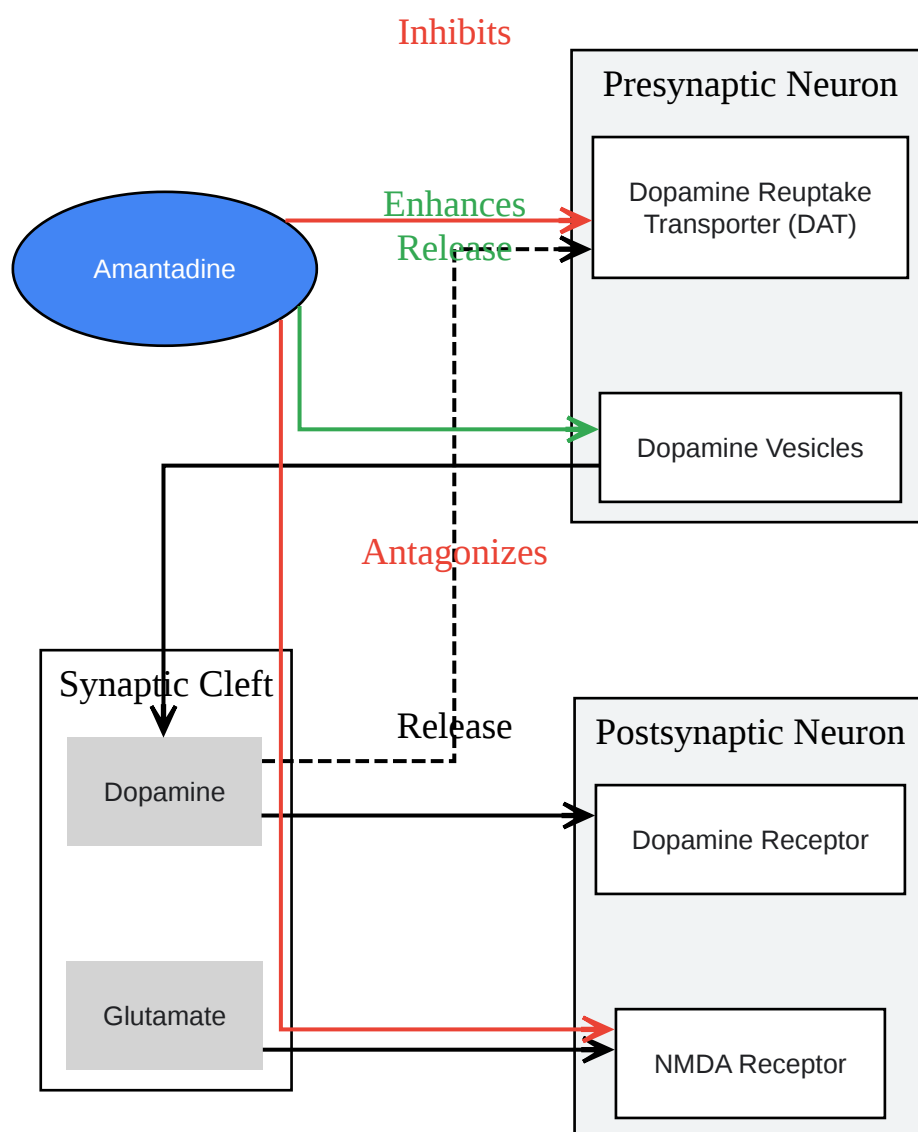 Inhibits
Presynaptic Neuron
Dopamine Reuptake
Transporter (DAT)
Enhances
Release
Amantadine
Dopamine Vesicles
Antagonizes
Synaptic Cleft
Release
Postsynaptic Neuron
Dopamine
Dopamine Receptor
Glutamate
NMDA Receptor